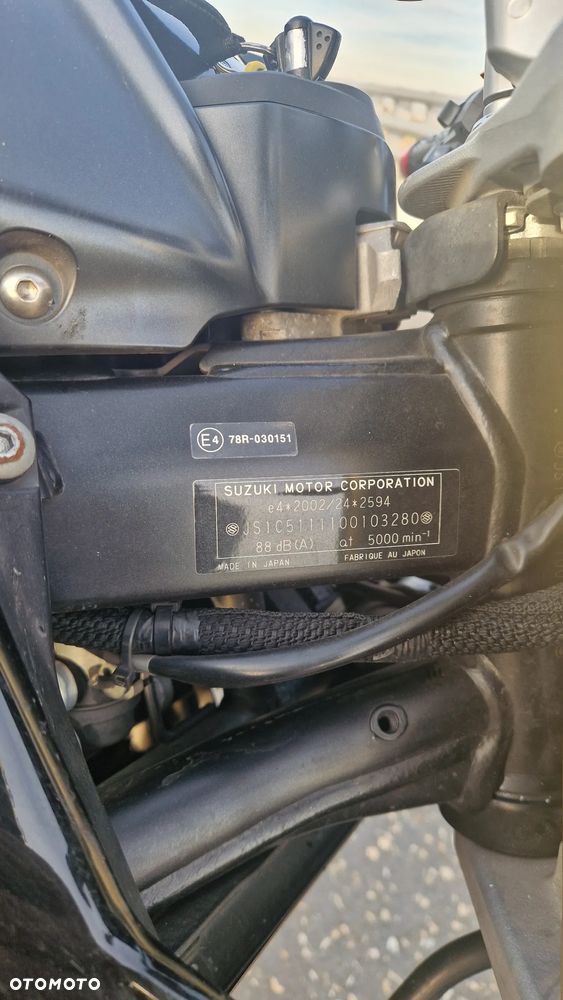 E4 78R-030151
SUZUKI MOTOR CORPORATION
e4*2002/24*2594
JS1C5111100103280
88 dB(A) at 5000 min⁻¹
MADE IN JAPAN FABRIQUE AU JAPON
OTOMOTO